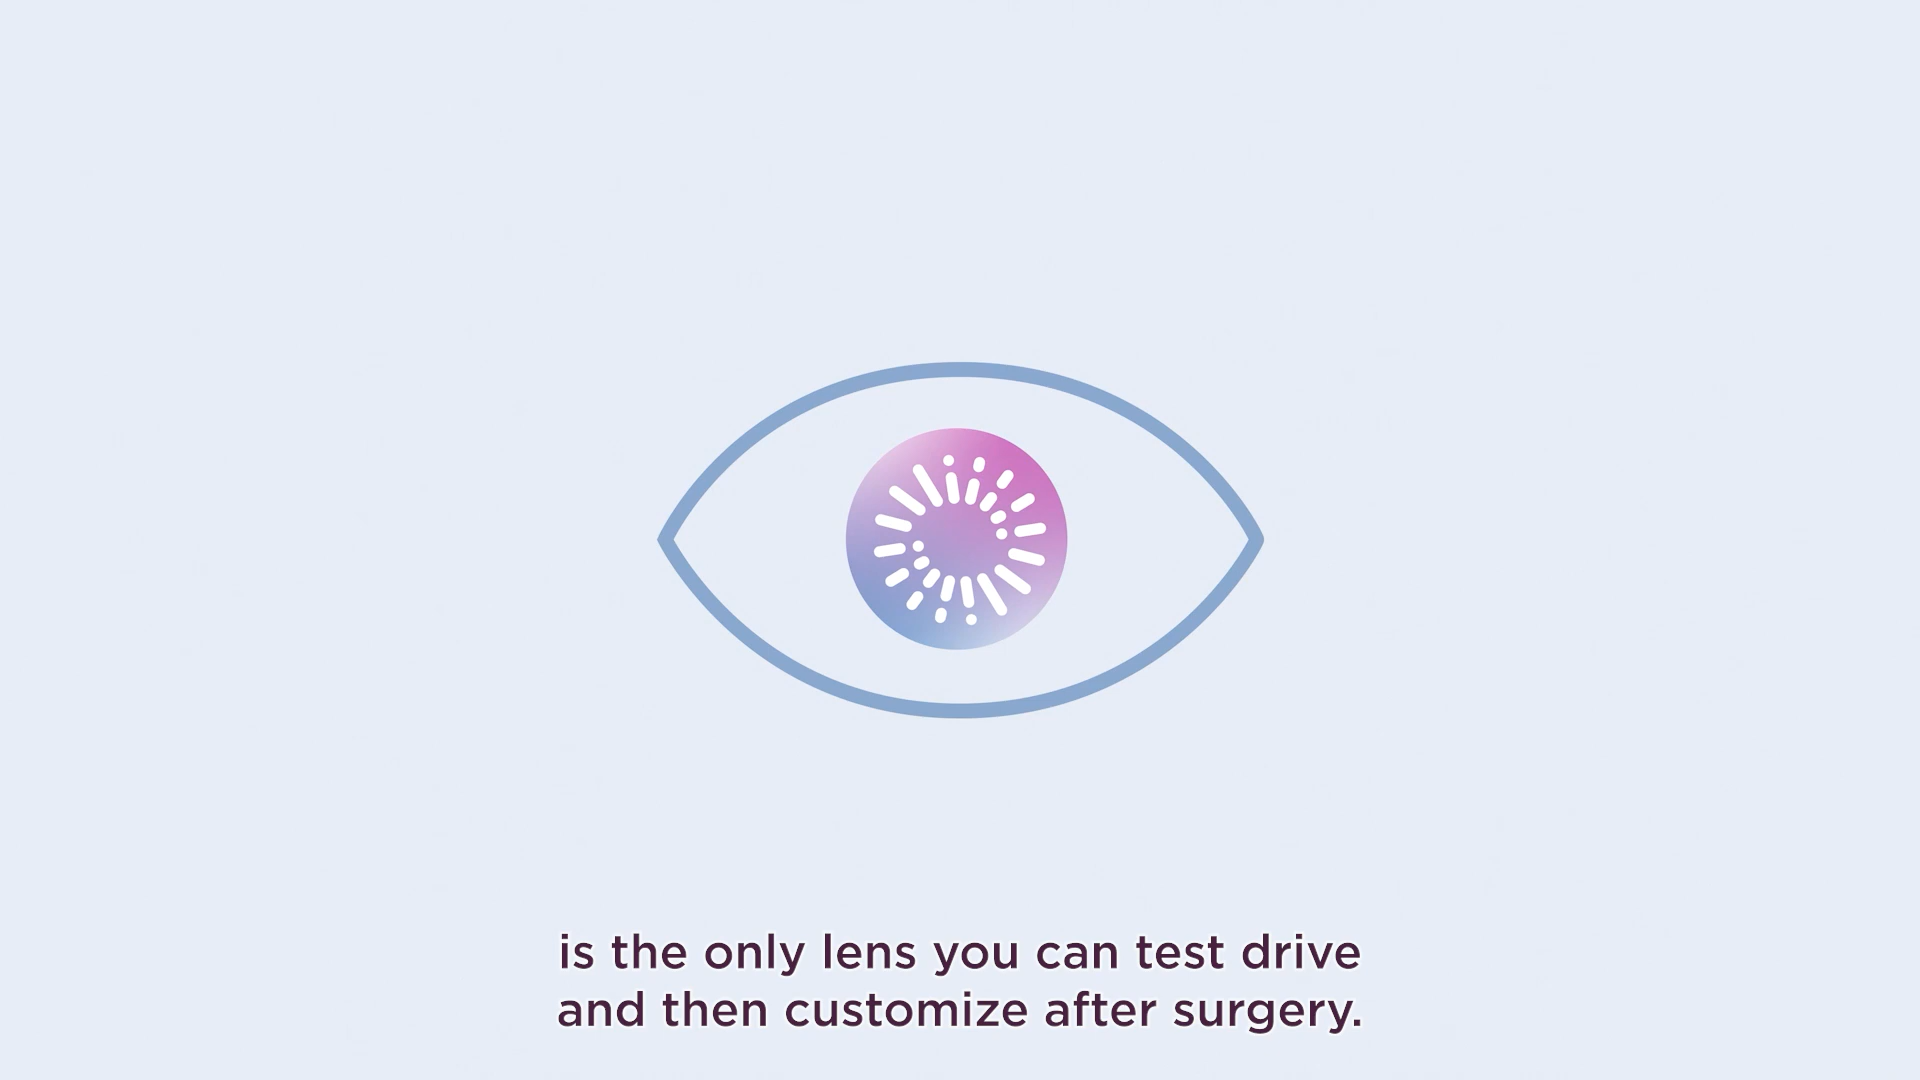 is the only lens you can test drive
and then customize after surgery.